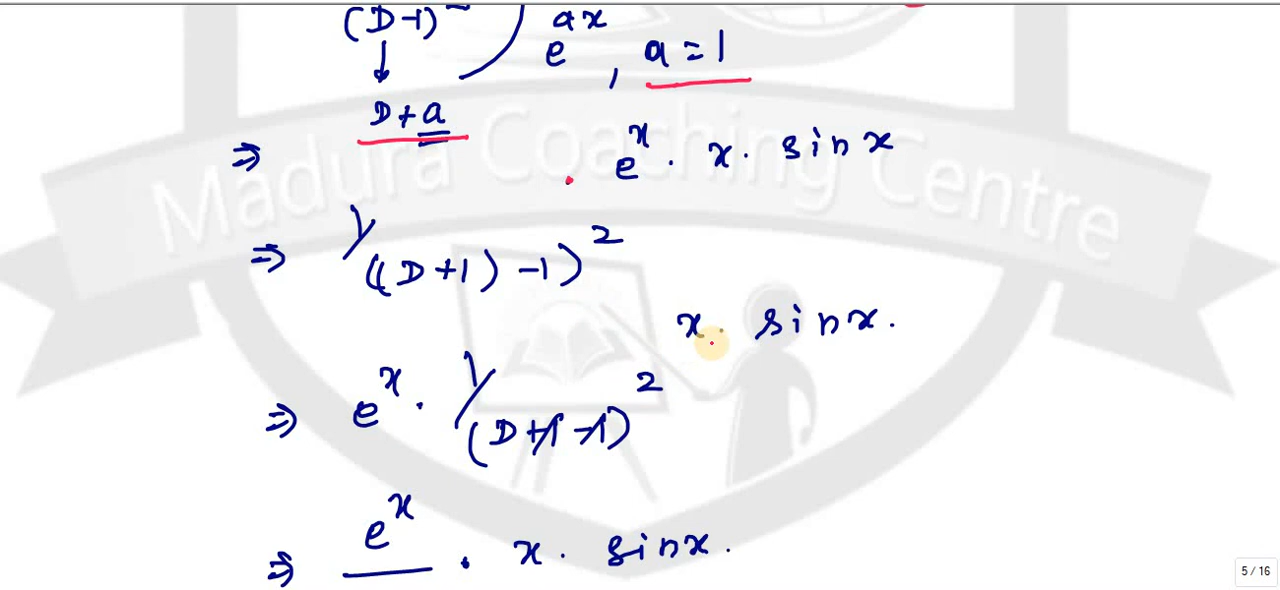 (D-1)²
e^{ax}, a = 1
↓
D + a
⇒ e^x · x · sin x
⇒ 1/((D+1) -1)²
x · sin x.
⇒ e^x · 1/(D+1-1)²
⇒ e^x/ · x · sin x.
Madura Coaching Centre
5 / 16